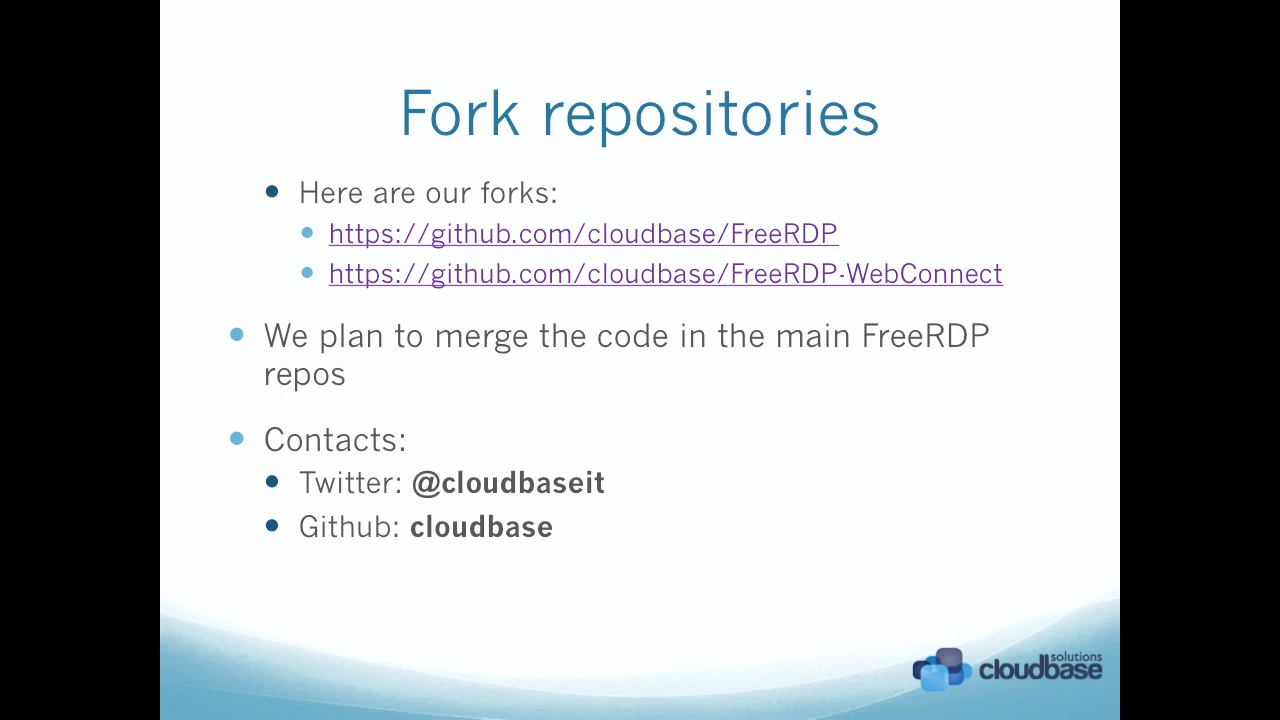 Fork repositories
Here are our forks:
https://github.com/cloudbase/FreeRDP
https://github.com/cloudbase/FreeRDP-WebConnect
We plan to merge the code in the main FreeRDP
repos
Contacts:
Twitter: @cloudbaseit
Github: cloudbase
solutions
cloudbase